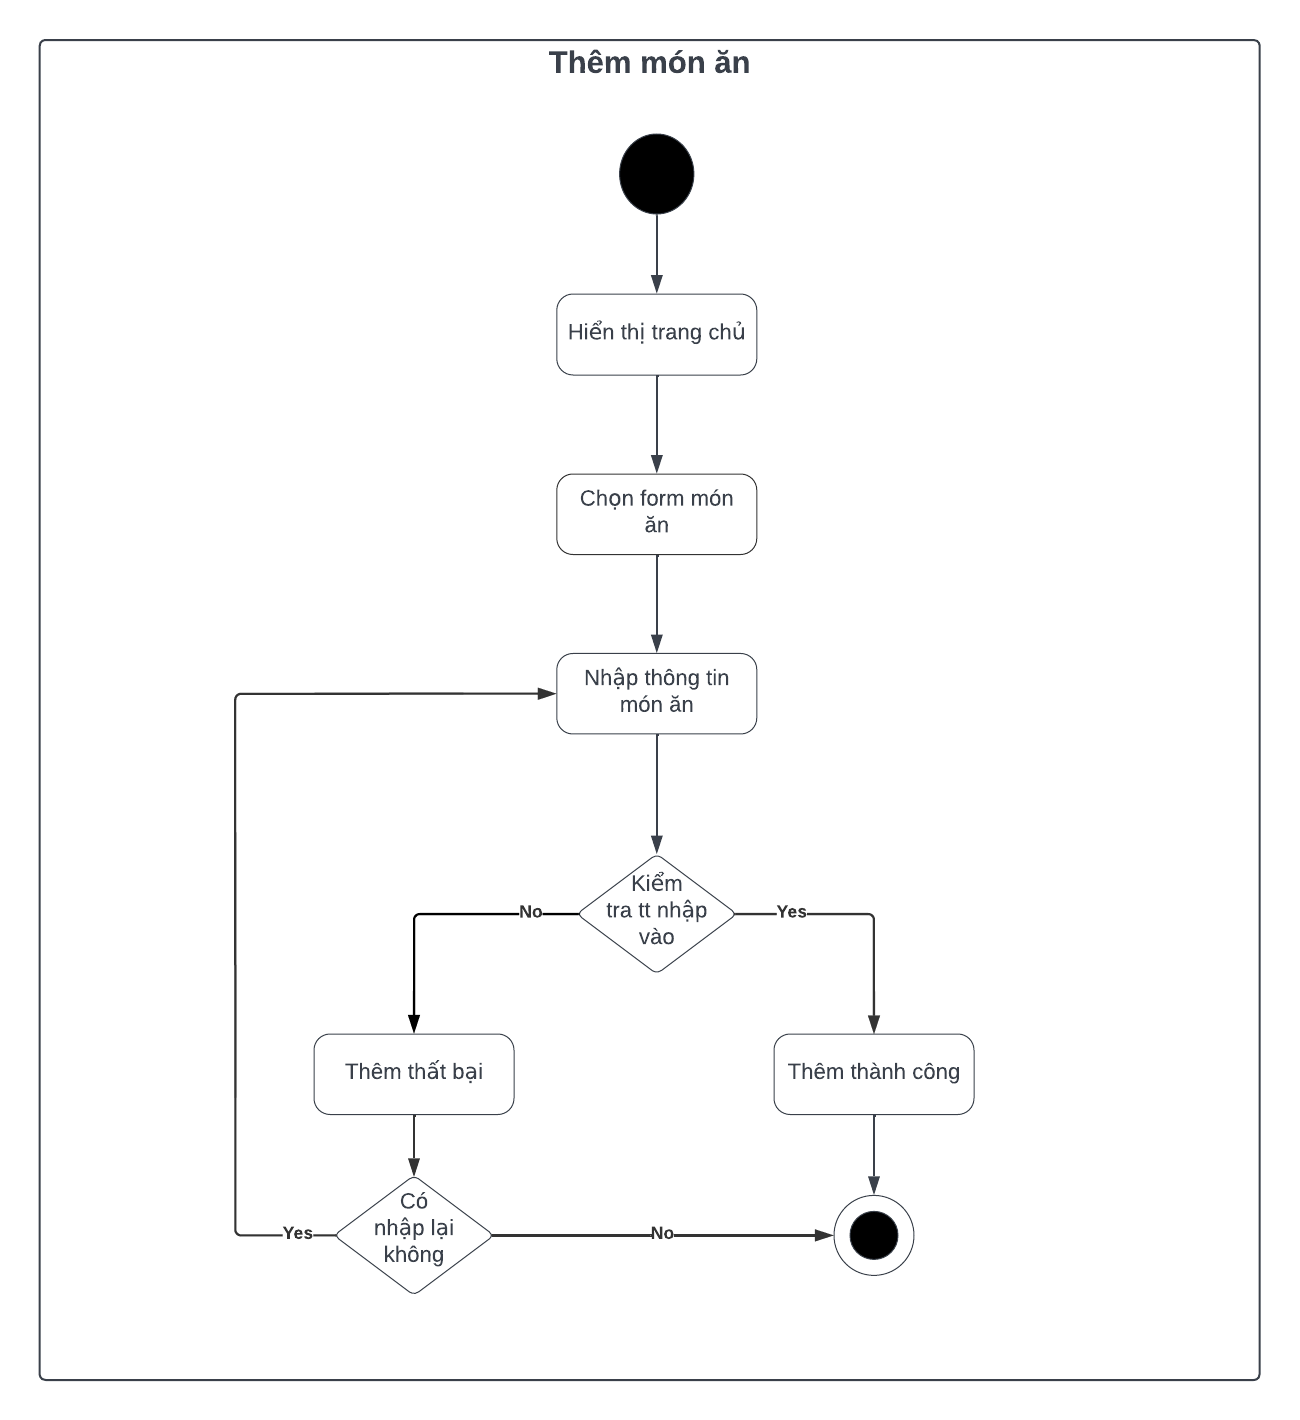 Thêm món ăn
Hiển thị trang chủ
Chọn form món
ăn
Nhập thông tin
món ăn
Kiểm
tra tt nhập
vào
No
Yes
Thêm thất bại
Thêm thành công
Có
nhập lại
không
Yes
No